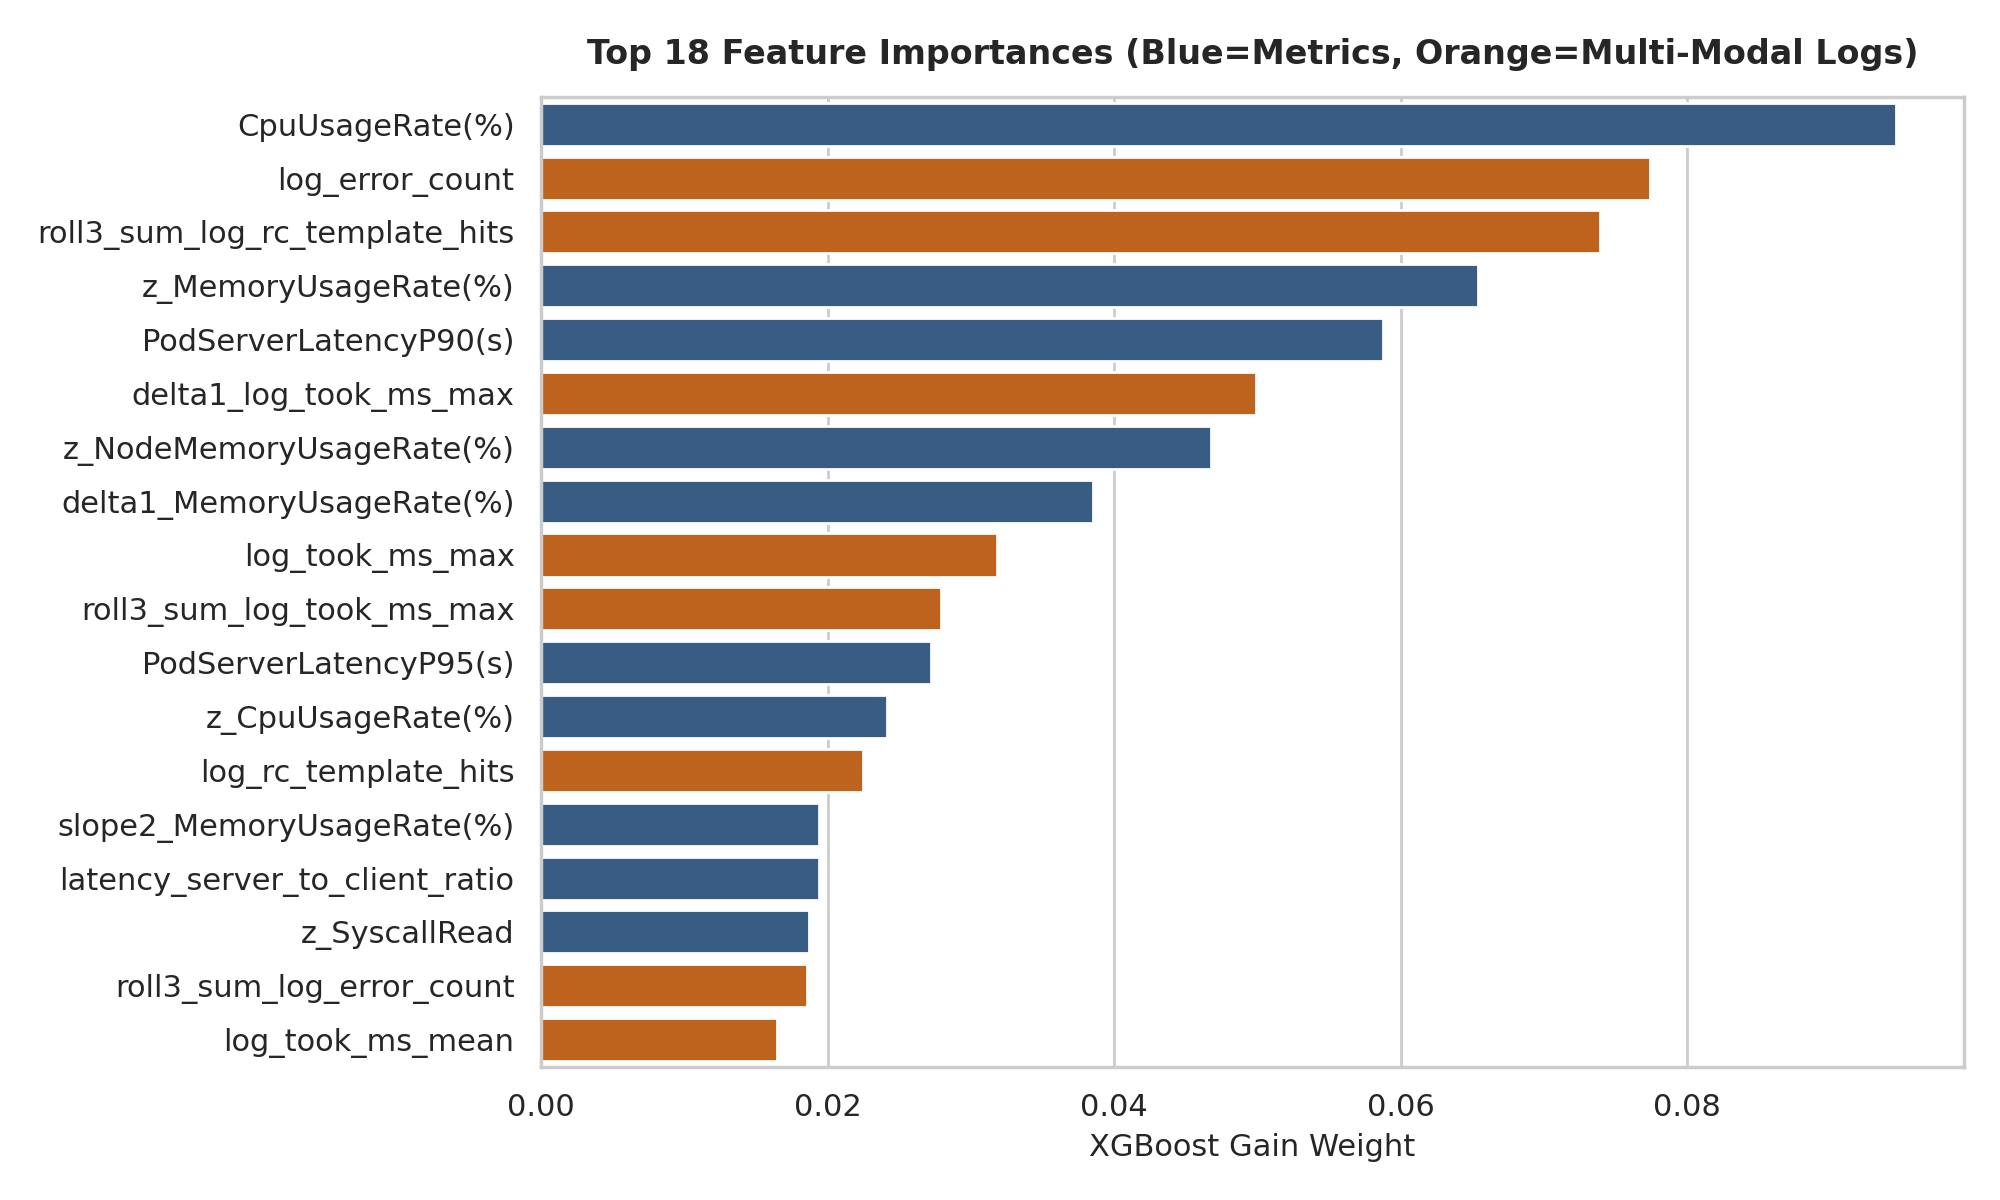 Top 18 Feature Importances (Blue=Metrics, Orange=Multi-Modal Logs)
CpuUsageRate(%)
log_error_count
roll3_sum_log_rc_template_hits
z_MemoryUsageRate(%)
PodServerLatencyP90(s)
delta1_log_took_ms_max
z_NodeMemoryUsageRate(%)
delta1_MemoryUsageRate(%)
log_took_ms_max
roll3_sum_log_took_ms_max
PodServerLatencyP95(s)
z_CpuUsageRate(%)
log_rc_template_hits
slope2_MemoryUsageRate(%)
latency_server_to_client_ratio
z_SyscallRead
roll3_sum_log_error_count
log_took_ms_mean
0.00 0.02 0.04 0.06 0.08
XGBoost Gain Weight